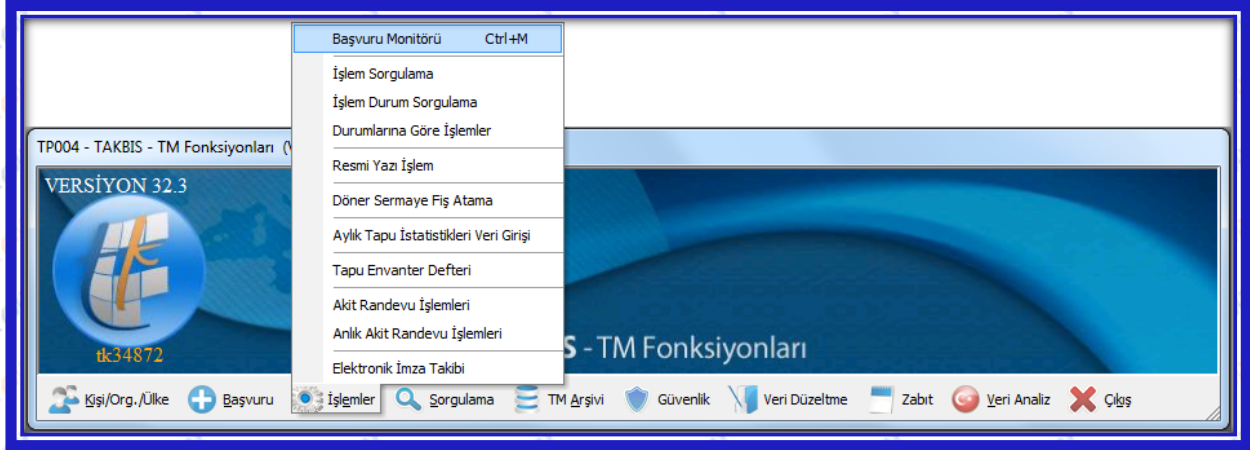 Başvuru Monitörü Ctrl+M
İşlem Sorgulama
İşlem Durum Sorgulama
Durumlarına Göre İşlemler
Resmi Yazı İşlem
Döner Sermaye Fiş Atama
Aylık Tapu İstatistikleri Veri Girişi
Tapu Envanter Defteri
Akit Randevu İşlemleri
Anlık Akit Randevu İşlemleri
Elektronik İmza Takibi
TP004 - TAKBIS - TM Fonksiyonları
VERSİYON 32.3
tk34872
S - TM Fonksiyonları
Kişi/Org./Ülke Başvuru İşlemler Sorgulama TM Arşivi Güvenlik Veri Düzeltme Zabıt Veri Analiz Çıkış